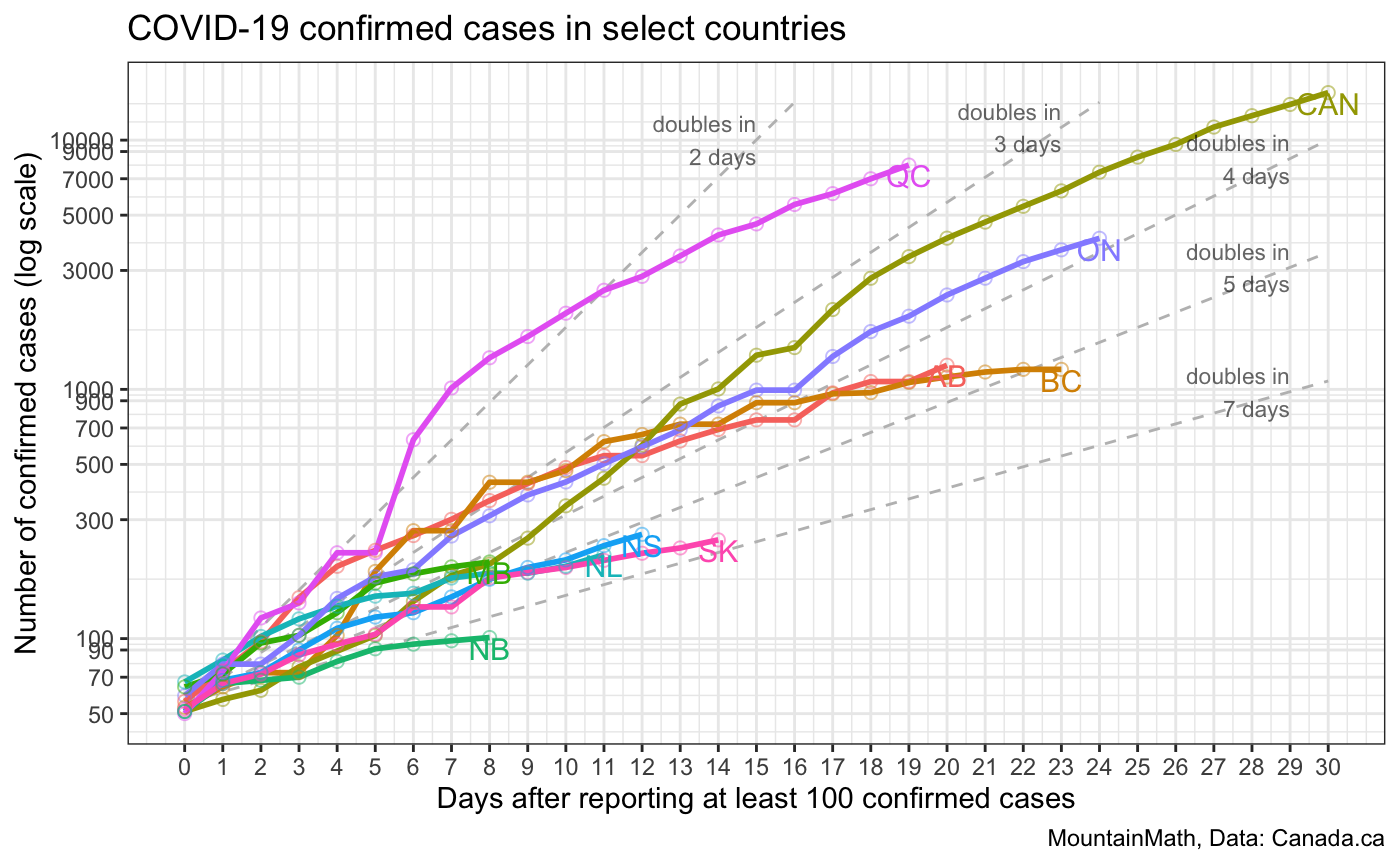 COVID-19 confirmed cases in select countries
Number of confirmed cases (log scale)
10000
9000
7000
5000
3000
1000
900
700
500
300
100
90
70
50
doubles in
2 days
doubles in
3 days
doubles in
4 days
doubles in
5 days
doubles in
7 days
CAN
QC
ON
AB
BC
NS
NL
SK
MB
NB
0 1 2 3 4 5 6 7 8 9 10 11 12 13 14 15 16 17 18 19 20 21 22 23 24 25 26 27 28 29 30
Days after reporting at least 100 confirmed cases
MountainMath, Data: Canada.ca